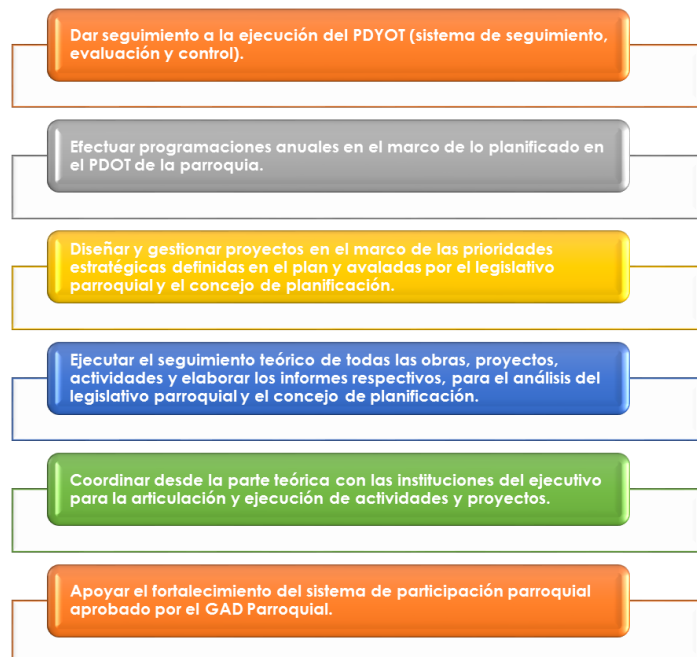 Dar seguimiento a la ejecución del PDYOT (sistema de seguimiento,
evaluación y control).
Efectuar programaciones anuales en el marco de lo planificado en
el PDOT de la parroquia.
Diseñar y gestionar proyectos en el marco de las prioridades
estratégicas definidas en el plan y avaladas por el legislativo
parroquial y el concejo de planificación.
Ejecutar el seguimiento teórico de todas las obras, proyectos,
actividades y elaborar los informes respectivos, para el análisis del
legislativo parroquial y el concejo de planificación.
Coordinar desde la parte teórica con las instituciones del ejecutivo
para la articulación y ejecución de actividades y proyectos.
Apoyar el fortalecimiento del sistema de participación parroquial
aprobado por el GAD Parroquial.